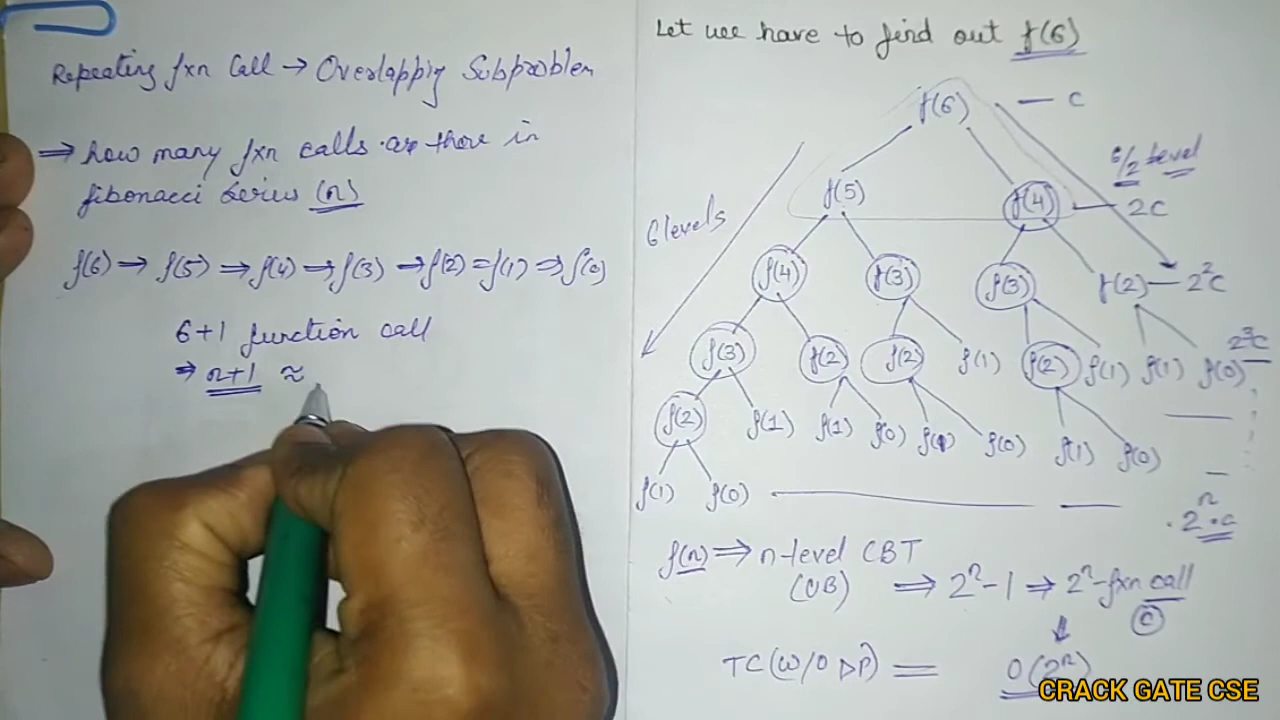 Repeating fxn Call → Overlappig Subproblem
⇒ how many fxn calls are there in
fibonacci series (n)
f(6) ⇒ f(5) ⇒ f(4) ⇒ f(3) ⇒ f(2) = f(1) ⇒ f(0)
6+1 function call
⇒ n+1 ≈
Let we have to find out f(6)
f(6) — C
6/2 level
f(5) f(4) — 2C
6 levels
f(4) f(3) f(3) f(2) — 2²C
f(3) f(2) f(2) f(1) f(2) f(1) f(1) f(0) 2³C
f(2) f(1) f(1) f(0) f(1) f(0) f(1) f(0)
f(1) f(0)
2ⁿ·C
f(n) ⇒ n-level CBT
(UB) ⇒ 2ⁿ-1 → 2ⁿ-fxn call
C
TC(W/O DP) = O(2ⁿ)
CRACK GATE CSE